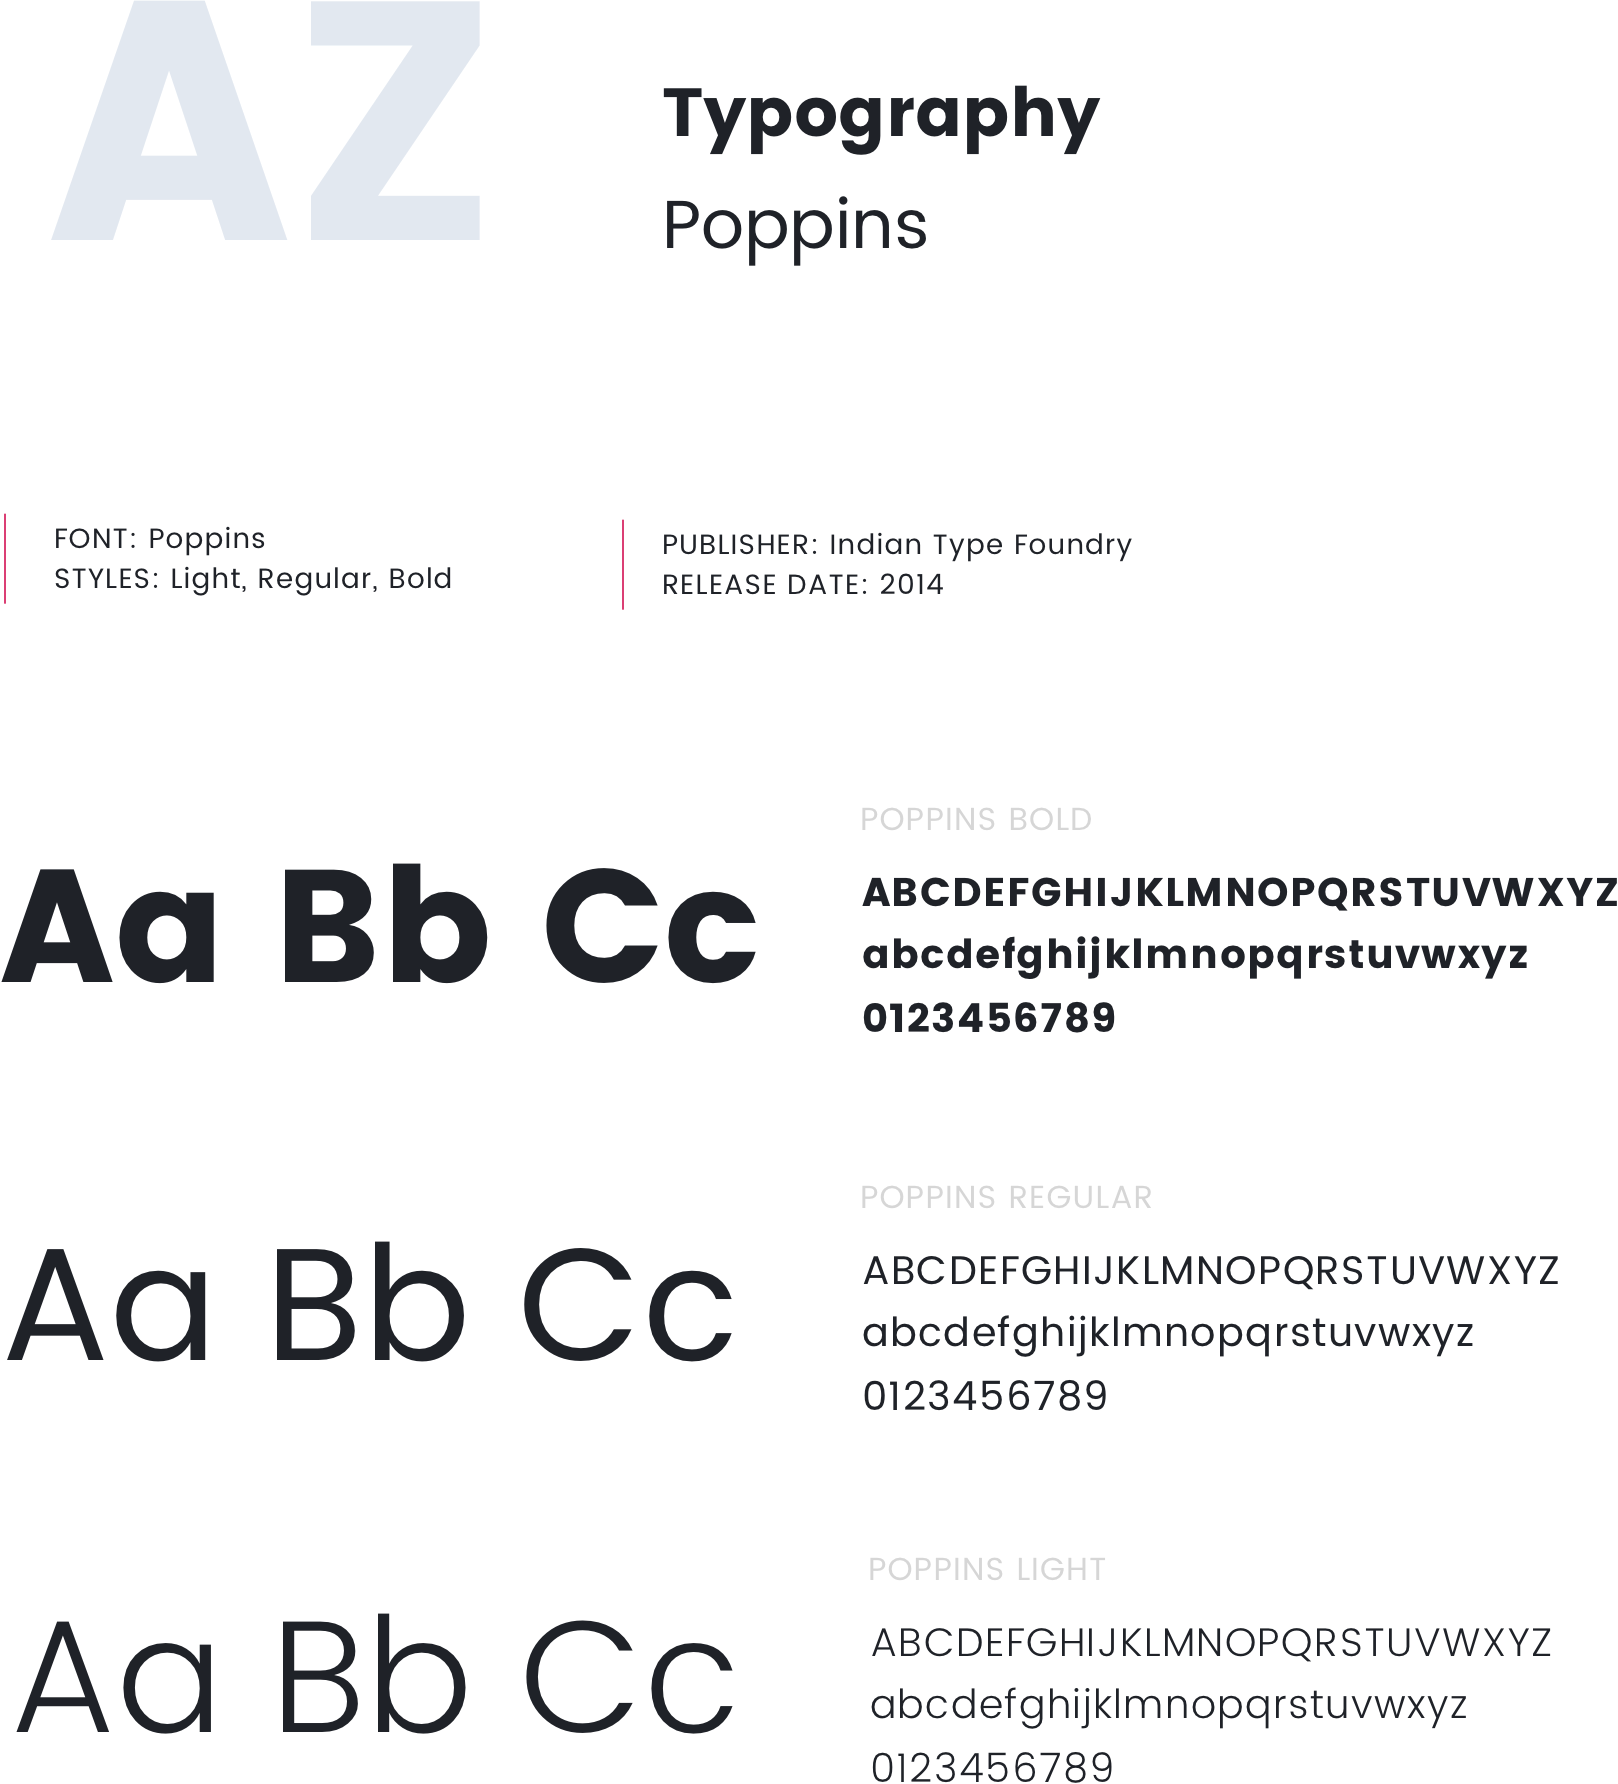 AZ
Typography
Poppins
FONT: Poppins
STYLES: Light, Regular, Bold
PUBLISHER: Indian Type Foundry
RELEASE DATE: 2014
POPPINS BOLD
Aa Bb Cc
ABCDEFGHIJKLMNOPQRSTUVWXYZ
abcdefghijklmnopqrstuvwxyz
0123456789
POPPINS REGULAR
Aa Bb Cc
ABCDEFGHIJKLMNOPQRSTUVWXYZ
abcdefghijklmnopqrstuvwxyz
0123456789
POPPINS LIGHT
Aa Bb Cc
ABCDEFGHIJKLMNOPQRSTUVWXYZ
abcdefghijklmnopqrstuvwxyz
0123456789